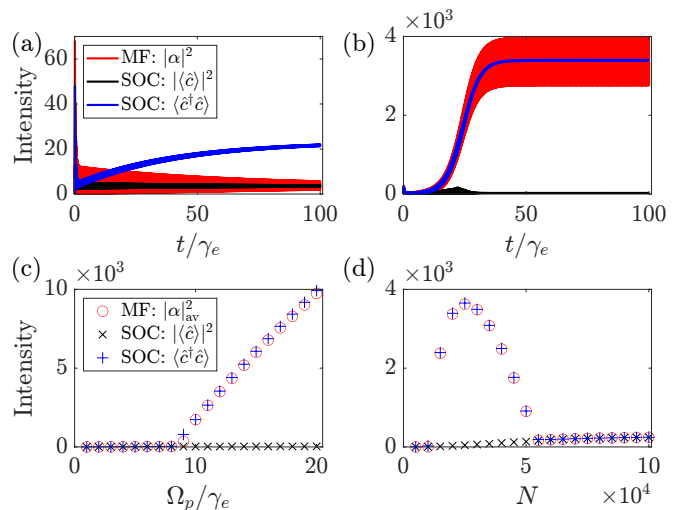 (a)
(b)
×10³
60
40
20
0
Intensity
MF: |α|²
SOC: |⟨ĉ⟩|²
SOC: ⟨ĉ†ĉ⟩
0 50 100
t/γₑ
4
2
0
0 50 100
t/γₑ
(c)
(d)
×10³
×10³
10
5
0
Intensity
MF: |α|²ₐᵥ
SOC: |⟨ĉ⟩|²
SOC: ⟨ĉ†ĉ⟩
0 10 20
Ωₚ/γₑ
4
2
0
0 5 10
N
×10⁴